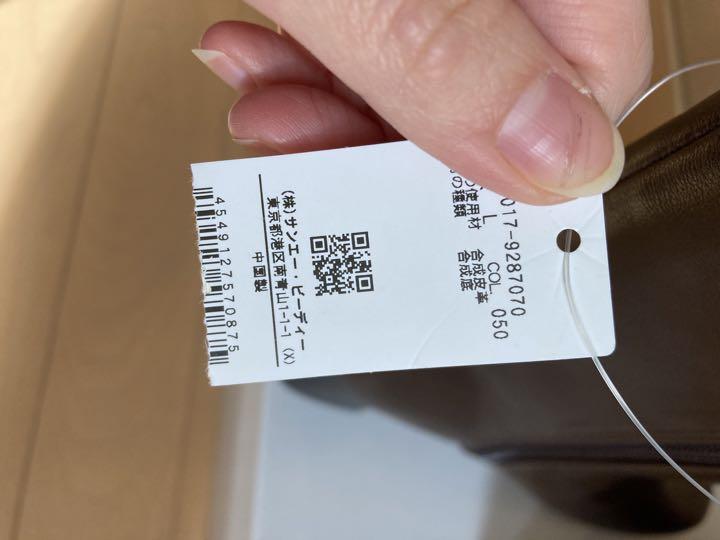 017-9287070
L COL. 050
の使用材 合成皮革
の種類 合成底
(株)サンエー・ビーディー
東京都港区南青山1-1-1 (X)
中国製
4549127570875